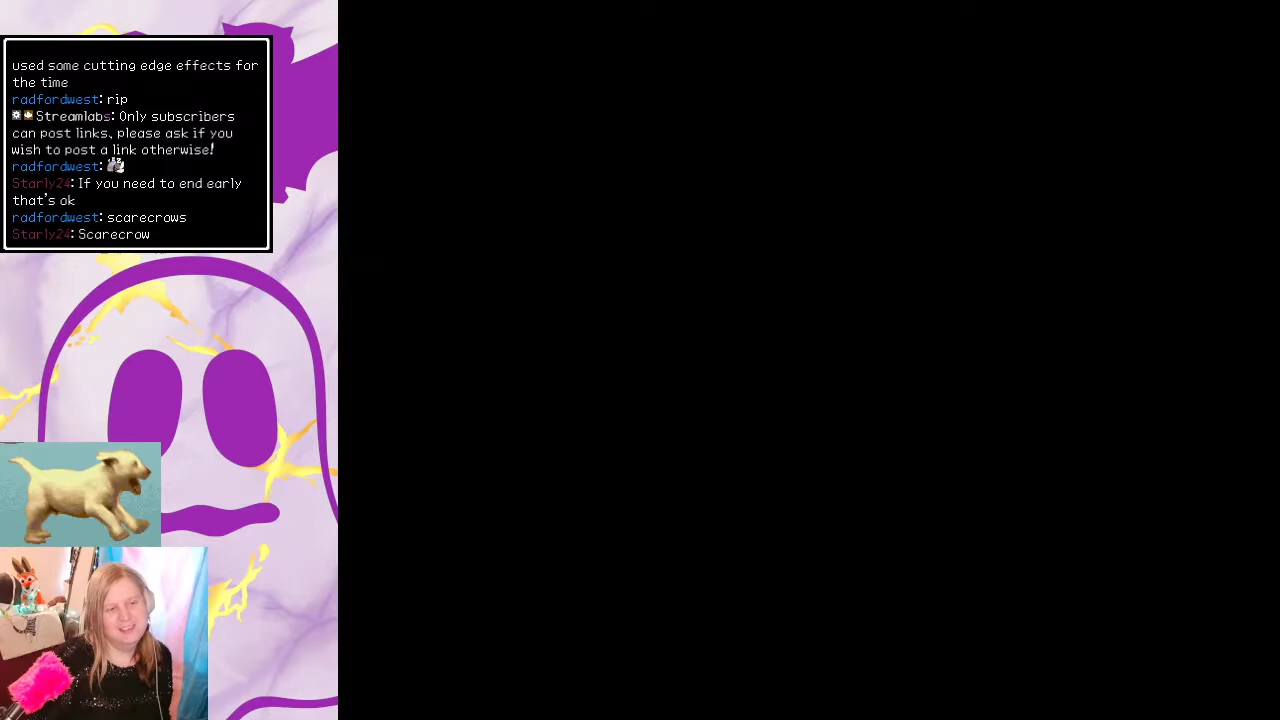 used some cutting edge effects for
the time
radfordwest: rip
Streamlabs: Only subscribers
can post links, please ask if you
wish to post a link otherwise!
radfordwest:
Starly24: If you need to end early
that's ok
radfordwest: scarecrows
Starly24: Scarecrow